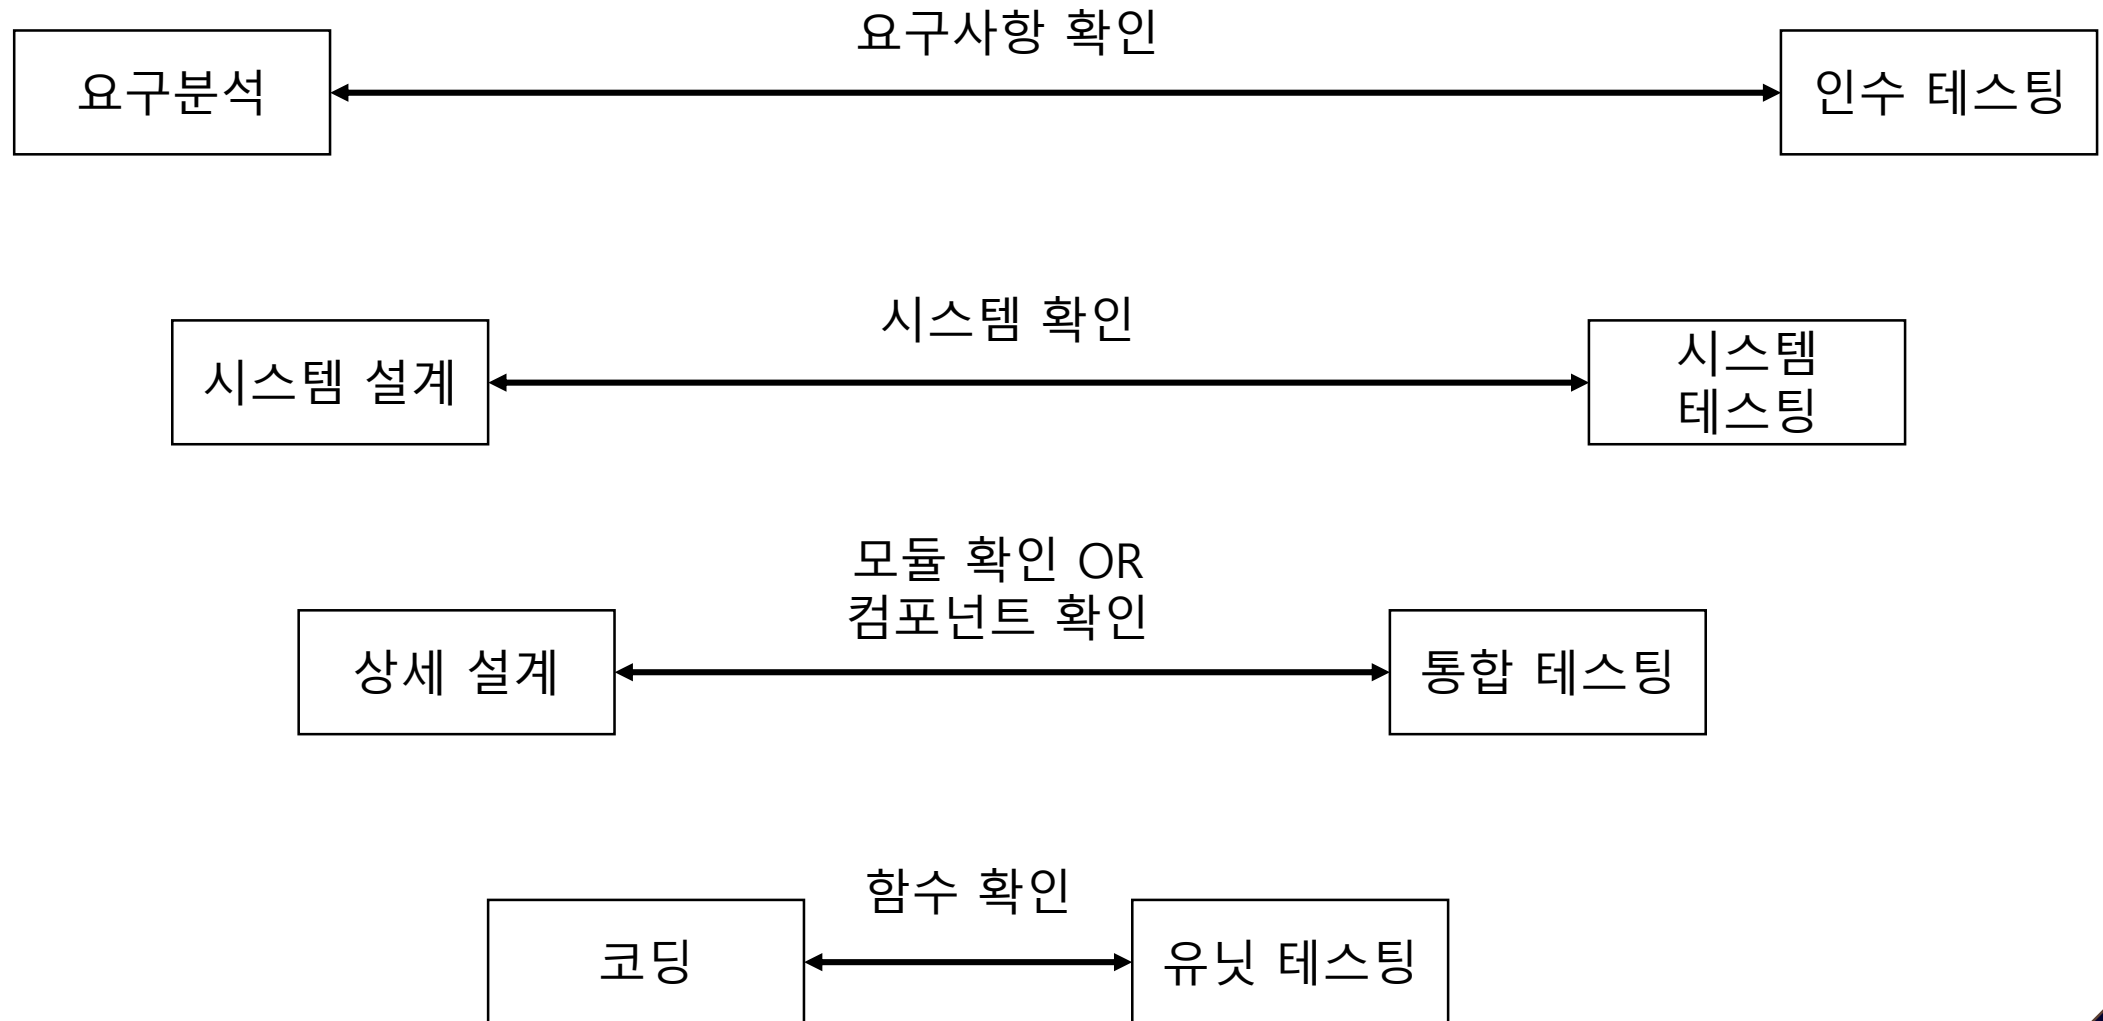 요구사항 확인
요구분석
인수 테스팅
시스템 확인
시스템 설계
시스템
테스팅
모듈 확인 OR
컴포넌트 확인
상세 설계
통합 테스팅
함수 확인
코딩
유닛 테스팅